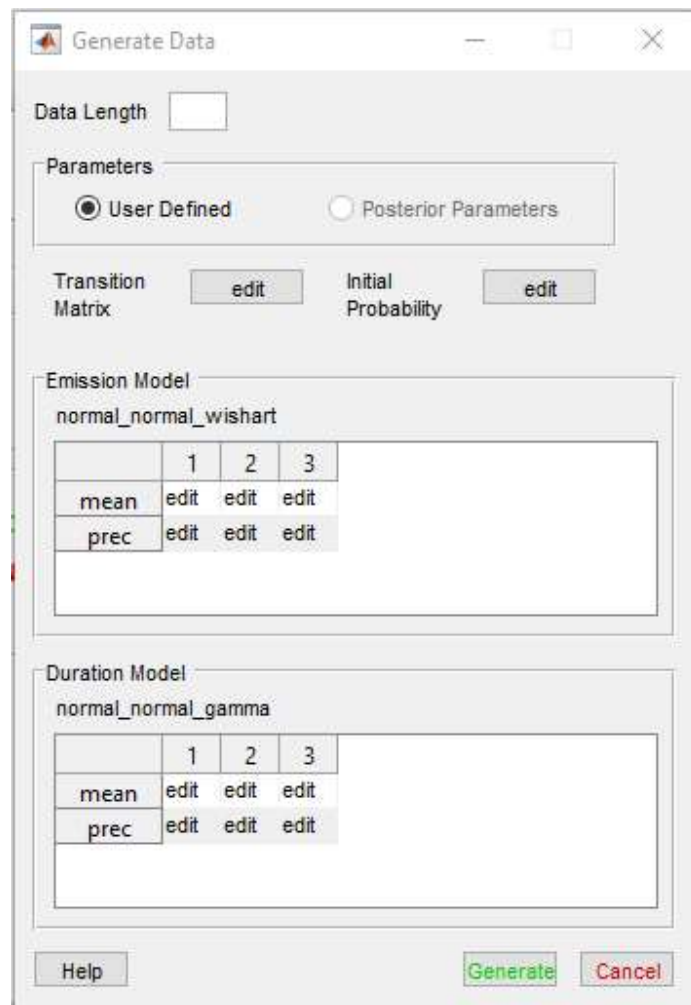 Generate Data
Data Length
Parameters
User Defined Posterior Parameters
Transition Matrix edit Initial Probability edit
Emission Model
normal_normal_wishart
1 2 3
mean edit edit edit
prec edit edit edit
Duration Model
normal_normal_gamma
1 2 3
mean edit edit edit
prec edit edit edit
Help Generate Cancel